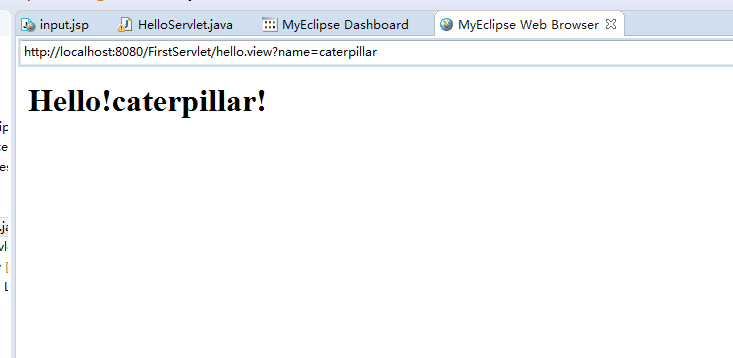 input.jsp HelloServlet.java MyEclipse Dashboard MyEclipse Web Browser
http://localhost:8080/FirstServlet/hello.view?name=caterpillar
Hello!caterpillar!